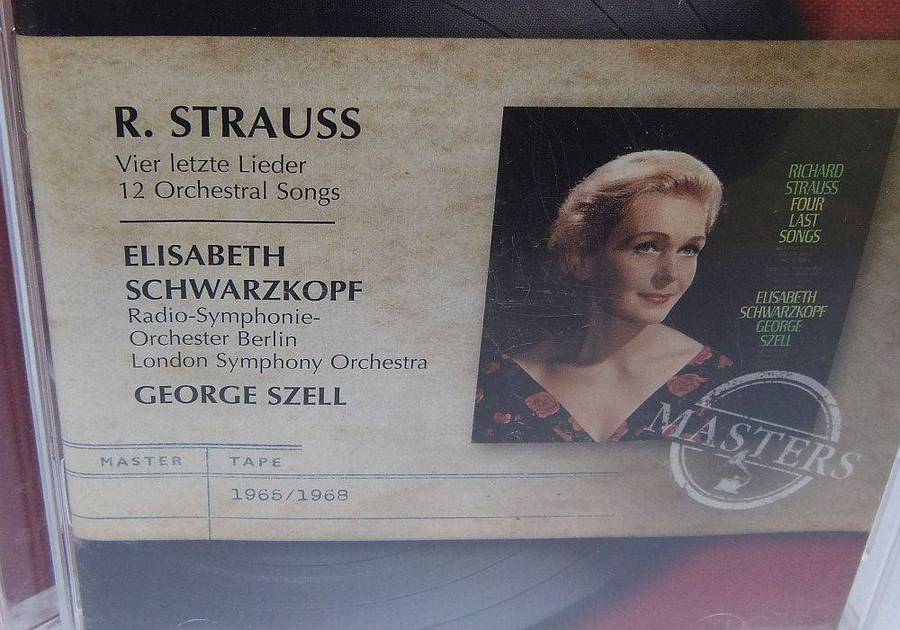 R. STRAUSS
Vier letzte Lieder
12 Orchestral Songs
ELISABETH
SCHWARZKOPF
Radio-Symphonie-
Orchester Berlin
London Symphony Orchestra
GEORGE SZELL
MASTER TAPE
1965/1968
RICHARD
STRAUSS
FOUR
LAST
SONGS
ELISABETH
SCHWARZKOPF
GEORGE
SZELL
MASTERS